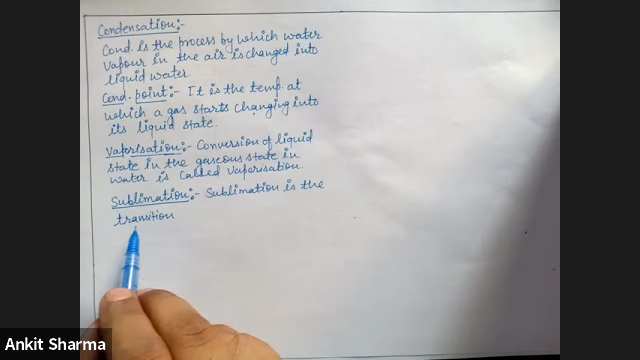 Condensation:-
Cond. is the process by which water
vapour in the air is changed into
liquid water.
Cond. point:- It is the temp. at
which a gas starts changing into
its liquid state.
Vaporisation:- Conversion of liquid
state in the gaseous state in
water is called vaporisation.
Sublimation:- Sublimation is the
transition
Ankit Sharma